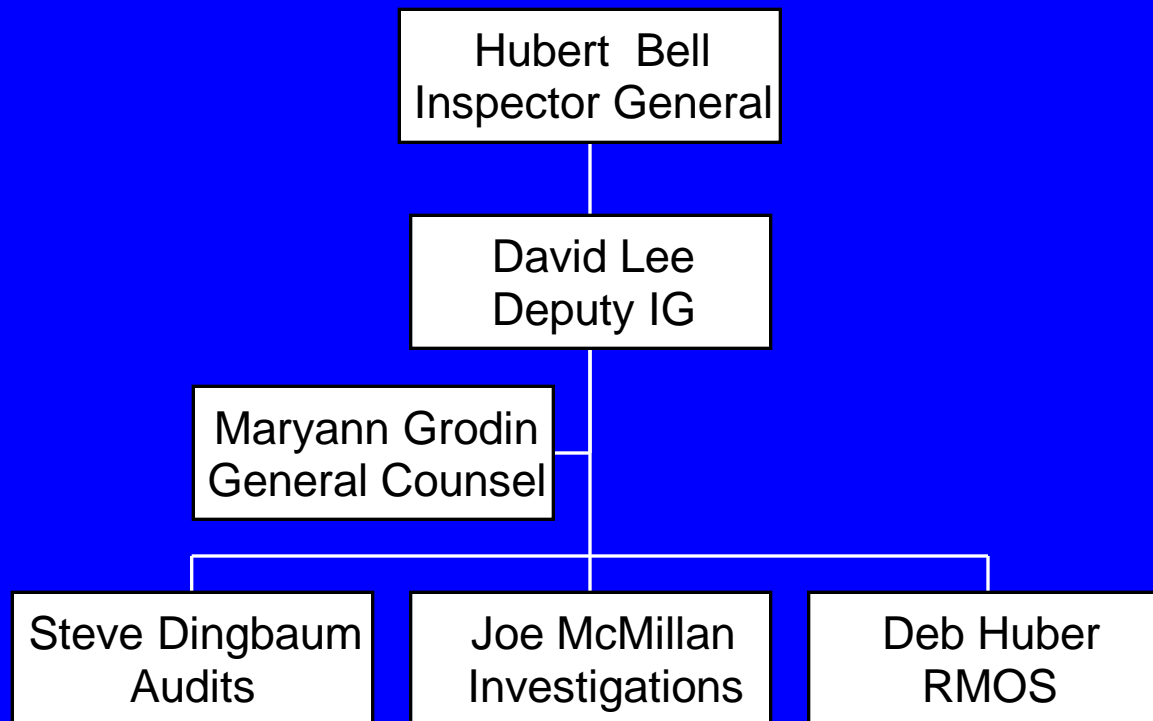 Hubert  Bell
Inspector General
David Lee
Deputy IG
Maryann Grodin
General Counsel
Steve Dingbaum
Audits
Joe McMillan
Investigations
Deb Huber
RMOS